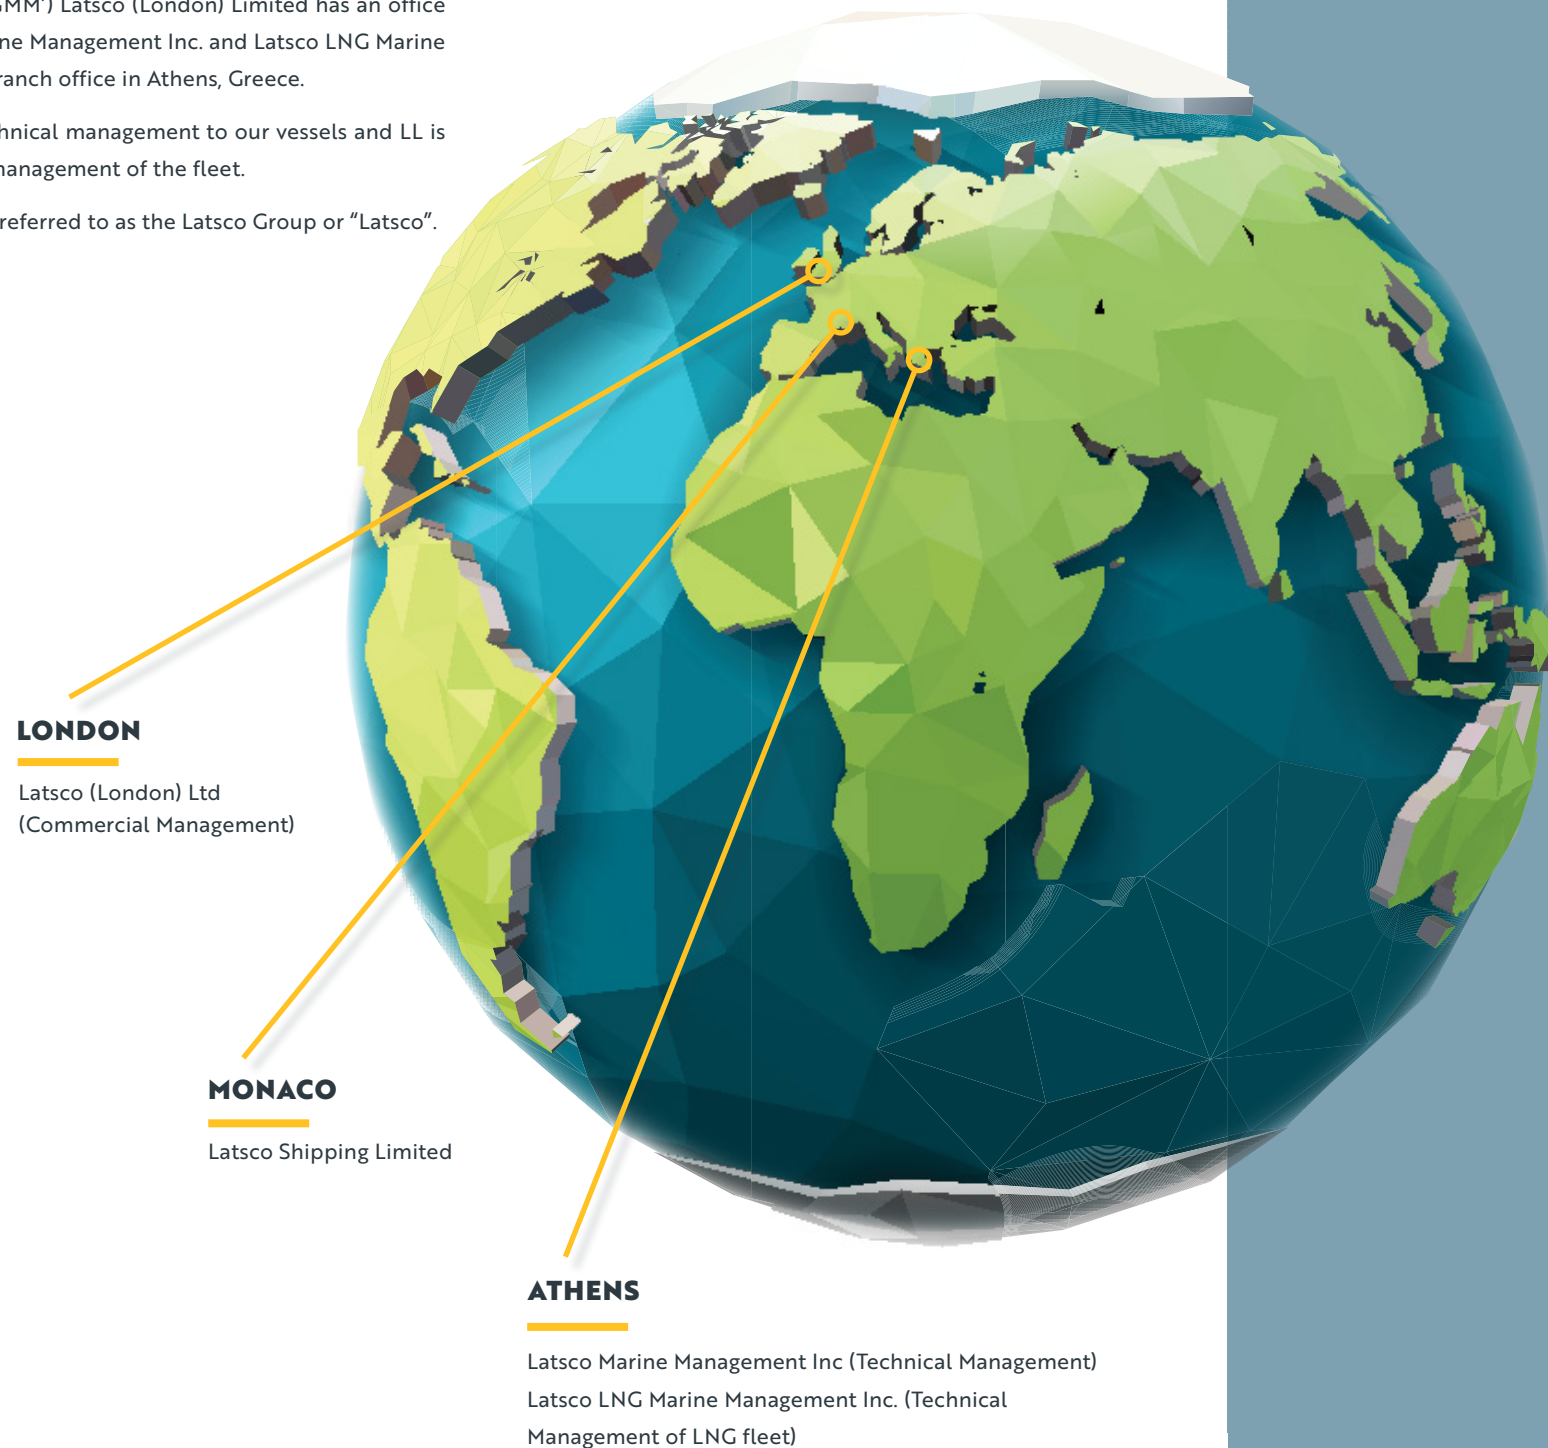 GMM’) Latsco (London) Limited has an office
ne Management Inc. and Latsco LNG Marine
ranch office in Athens, Greece.
hnical management to our vessels and LL is
nanagement of the fleet.
referred to as the Latsco Group or “Latsco”.
LONDON
Latsco (London) Ltd
(Commercial Management)
MONACO
Latsco Shipping Limited
ATHENS
Latsco Marine Management Inc (Technical Management)
Latsco LNG Marine Management Inc. (Technical
Management of LNG fleet)